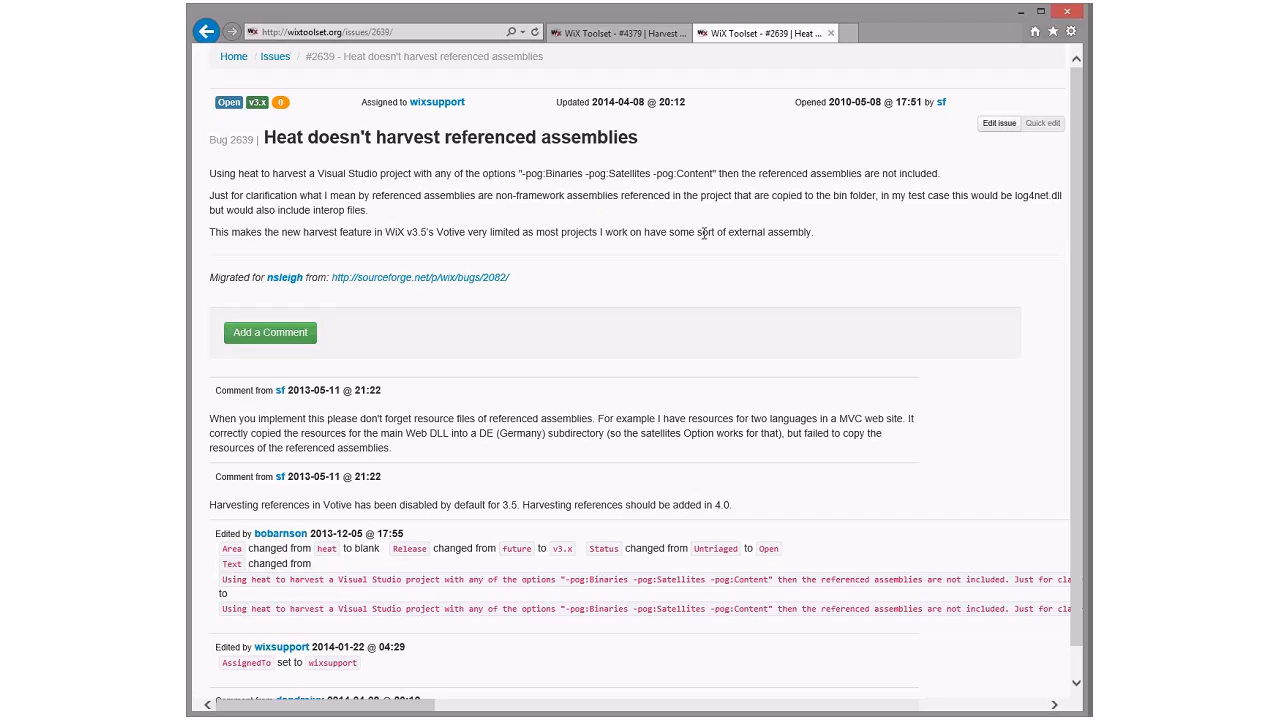 http://wixtoolset.org/issues/2639/
WiX Toolset - #4379 | Harvest ...
WiX Toolset - #2639 | Heat ...
Home / Issues / #2639 - Heat doesn't harvest referenced assemblies
Open v3.x 0 Assigned to wixsupport Updated 2014-04-08 @ 20:12 Opened 2010-05-08 @ 17:51 by sf
Edit issue Quick edit
Bug 2639 | Heat doesn't harvest referenced assemblies
Using heat to harvest a Visual Studio project with any of the options "-pog:Binaries -pog:Satellites -pog:Content" then the referenced assemblies are not included.
Just for clarification what I mean by referenced assemblies are non-framework assemblies referenced in the project that are copied to the bin folder, in my test case this would be log4net.dll
but would also include interop files.
This makes the new harvest feature in WiX v3.5's Votive very limited as most projects I work on have some sort of external assembly.
Migrated for nsleigh from: http://sourceforge.net/p/wix/bugs/2082/
Add a Comment
Comment from sf 2013-05-11 @ 21:22
When you implement this please don't forget resource files of referenced assemblies. For example I have resources for two languages in a MVC web site. It
correctly copied the resources for the main Web DLL into a DE (Germany) subdirectory (so the satellites Option works for that), but failed to copy the
resources of the referenced assemblies.
Comment from sf 2013-05-11 @ 21:22
Harvesting references in Votive has been disabled by default for 3.5. Harvesting references should be added in 4.0.
Edited by bobarnson 2013-12-05 @ 17:55
Area changed from heat to blank Release changed from future to v3.x Status changed from Untriaged to Open
Text changed from
Using heat to harvest a Visual Studio project with any of the options "-pog:Binaries -pog:Satellites -pog:Content" then the referenced assemblies are not included. Just for cla
to
Using heat to harvest a Visual Studio project with any of the options "-pog:Binaries -pog:Satellites -pog:Content" then the referenced assemblies are not included. Just for cla
Edited by wixsupport 2014-01-22 @ 04:29
AssignedTo set to wixsupport